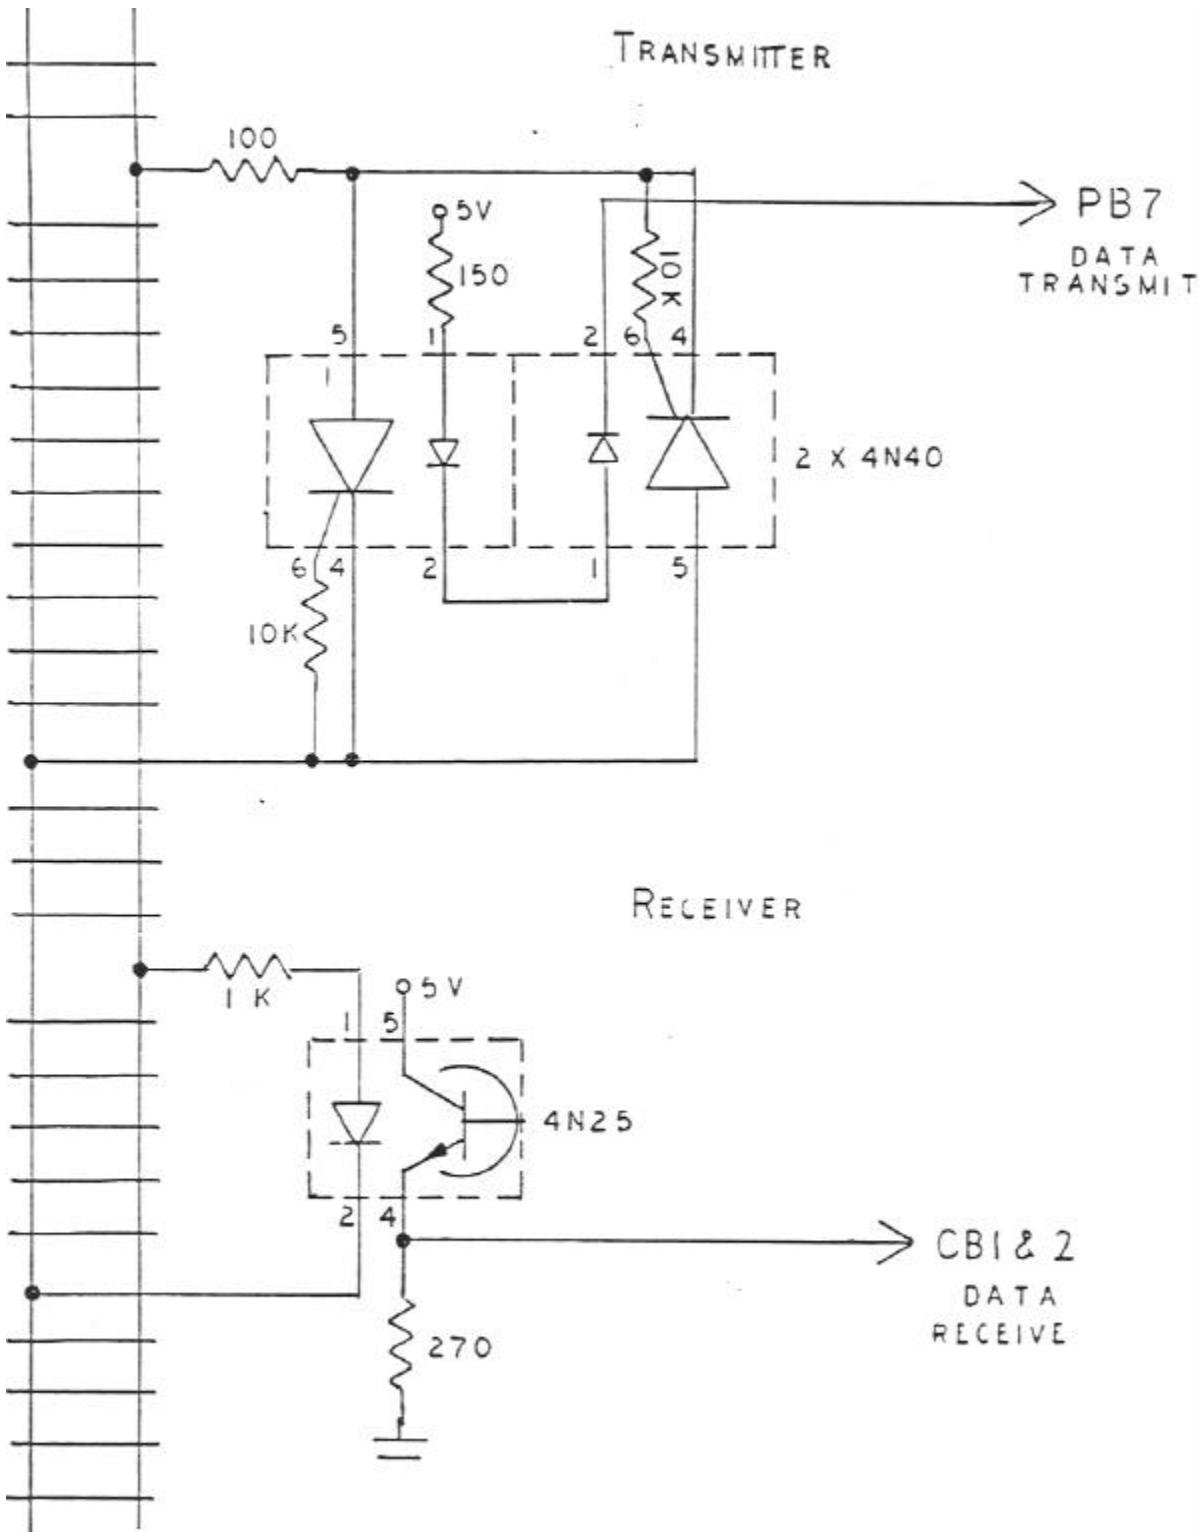 TRANSMITTER
100
5V
PB7
150
10K
DATA
TRANSMIT
5
1
2
6
4
2 X 4N40
6
4
2
1
5
10K
RECEIVER
1K
5V
1
5
4N25
2
4
CB1 & 2
DATA
RECEIVE
270